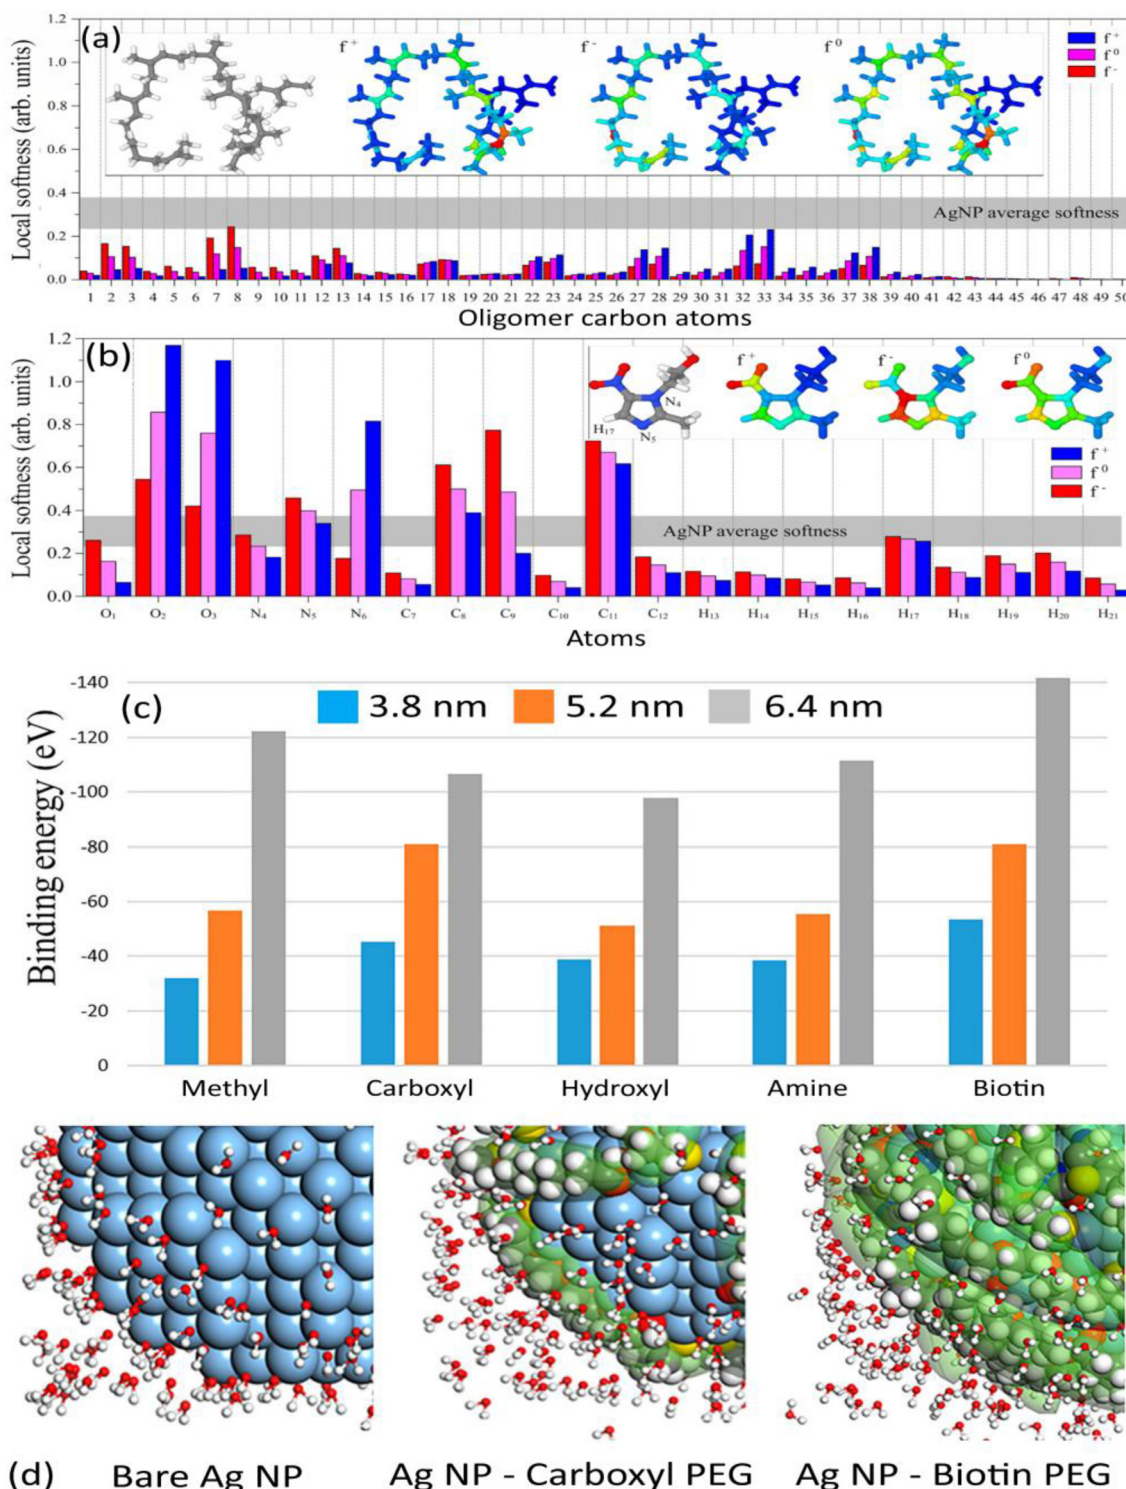 (a)
f+
f-
f0
f+
f0
f-
Local softness (arb. units)
1.2
1.0
0.8
0.6
0.4
0.2
0.0
AgNP average softness
1 2 3 4 5 6 7 8 9 10 11 12 13 14 15 16 17 18 19 20 21 22 23 24 25 26 27 28 29 30 31 32 33 34 35 36 37 38 39 40 41 42 43 44 45 46 47 48 49 50
Oligomer carbon atoms
(b)
f+
f-
f0
N4
N5
H17
f+
f0
f-
Local softness (arb. units)
1.2
1.0
0.8
0.6
0.4
0.2
0.0
AgNP average softness
O1 O2 O3 N4 N5 N6 C7 C8 C9 C10 C11 C12 H13 H14 H15 H16 H17 H18 H19 H20 H21
Atoms
(c)
3.8 nm 5.2 nm 6.4 nm
Binding energy (eV)
-140
-120
-100
-80
-60
-40
-20
0
Methyl Carboxyl Hydroxyl Amine Biotin
(d) Bare Ag NP Ag NP - Carboxyl PEG Ag NP - Biotin PEG